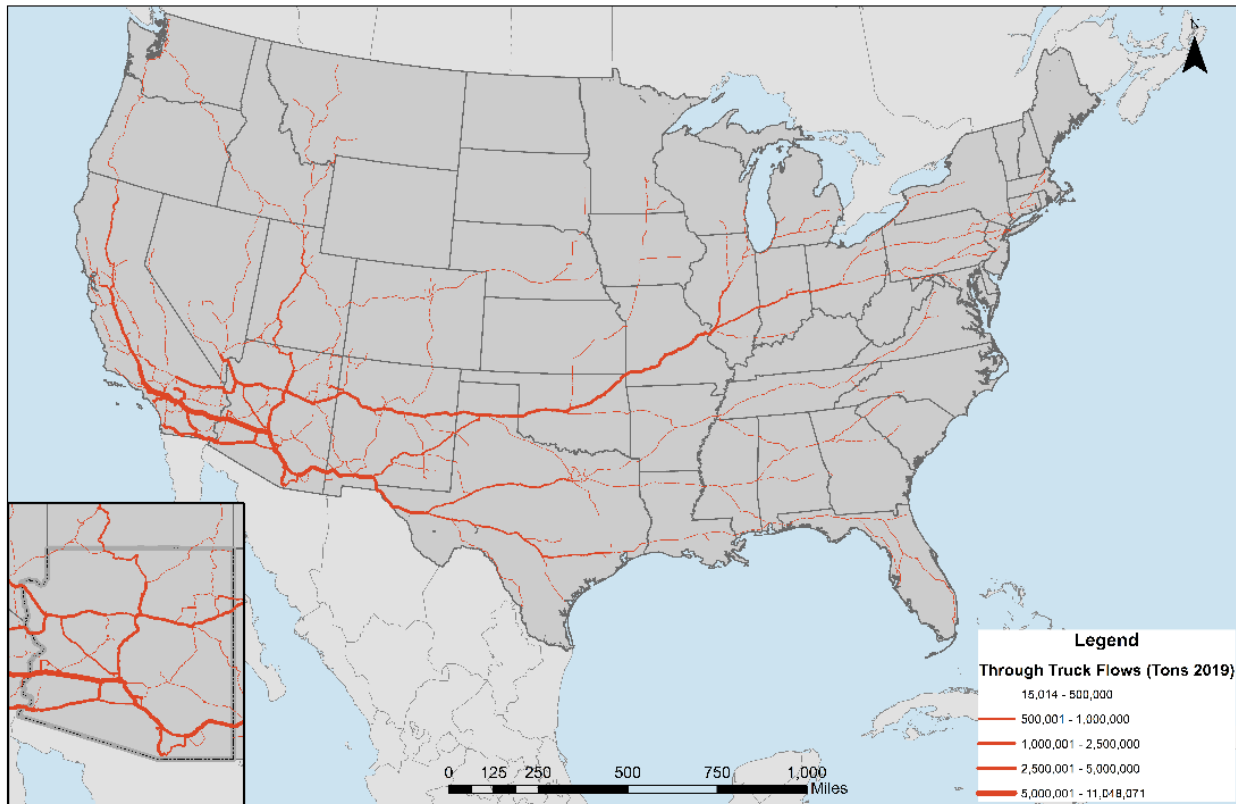 N
Legend
Through Truck Flows (Tons 2019)
15,014 - 500,000
500,001 - 1,000,000
1,000,001 - 2,500,000
2,500,001 - 5,000,000
5,000,001 - 11,048,071
0 125 250 500 750 1,000
Miles